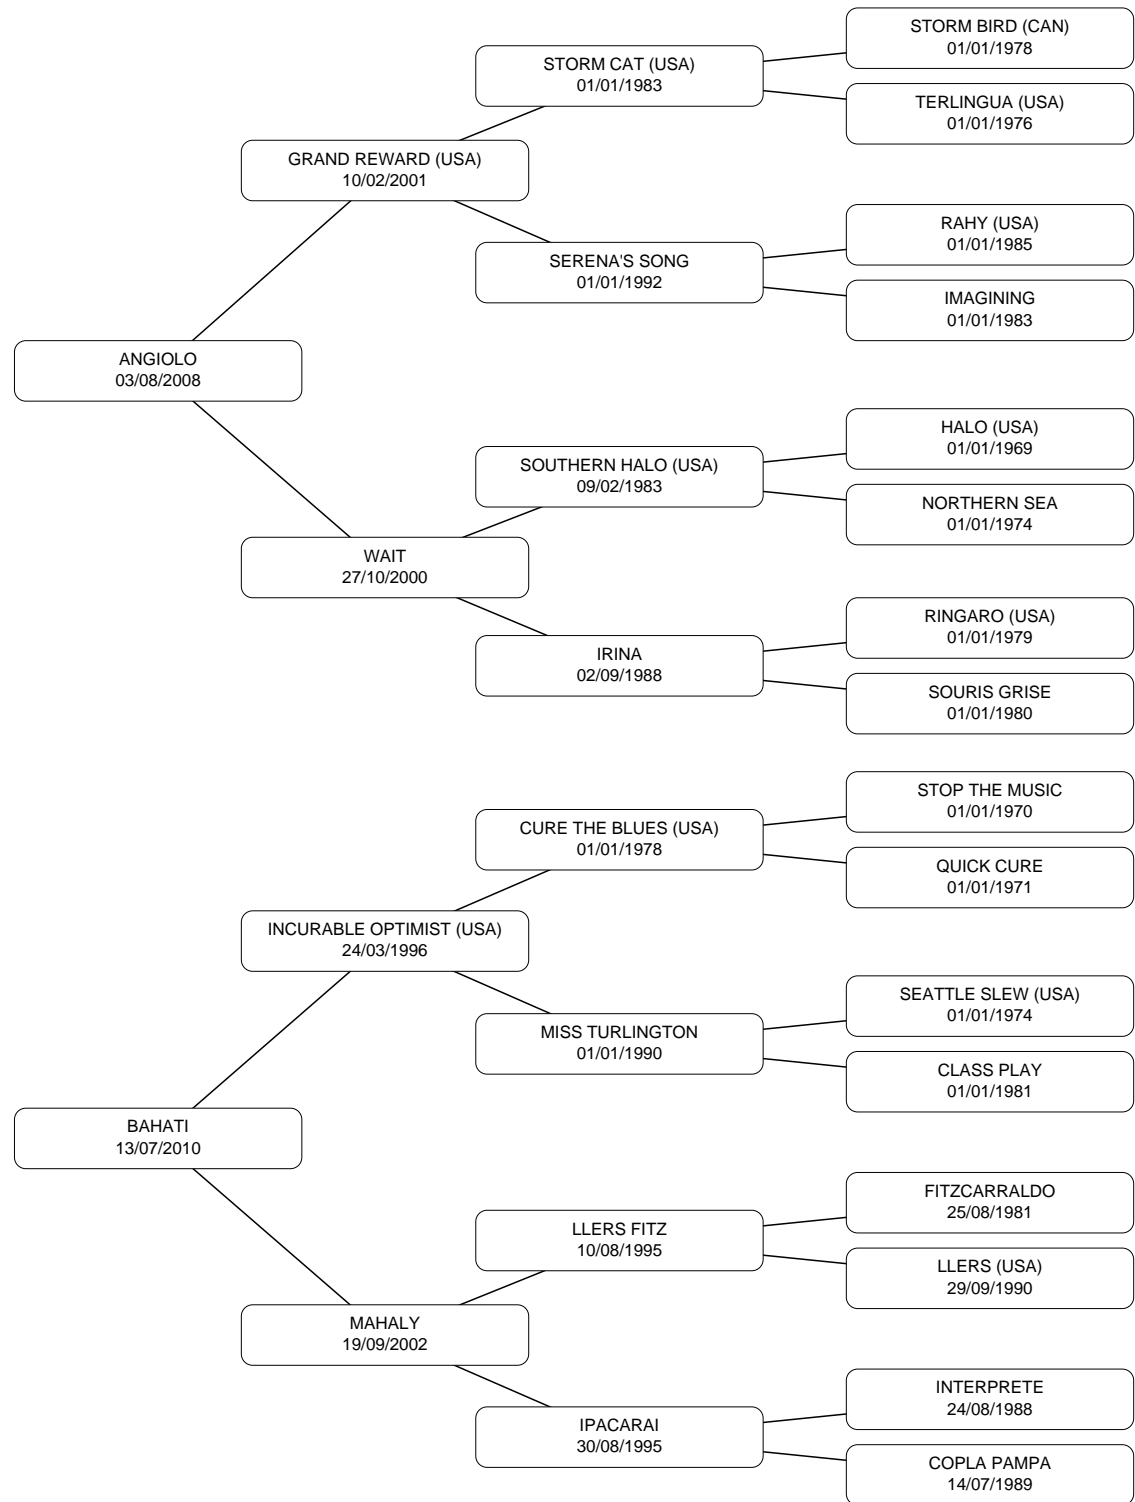 STORM BIRD (CAN)
01/01/1978
STORM CAT (USA)
01/01/1983
TERLINGUA (USA)
01/01/1976
GRAND REWARD (USA)
10/02/2001
RAHY (USA)
01/01/1985
SERENA'S SONG
01/01/1992
IMAGINING
01/01/1983
ANGIOLO
03/08/2008
HALO (USA)
01/01/1969
SOUTHERN HALO (USA)
09/02/1983
NORTHERN SEA
01/01/1974
WAIT
27/10/2000
RINGARO (USA)
01/01/1979
IRINA
02/09/1988
SOURIS GRISE
01/01/1980
STOP THE MUSIC
01/01/1970
CURE THE BLUES (USA)
01/01/1978
QUICK CURE
01/01/1971
INCURABLE OPTIMIST (USA)
24/03/1996
SEATTLE SLEW (USA)
01/01/1974
MISS TURLINGTON
01/01/1990
CLASS PLAY
01/01/1981
BAHATI
13/07/2010
FITZCARRALDO
25/08/1981
LLERS FITZ
10/08/1995
LLERS (USA)
29/09/1990
MAHALY
19/09/2002
INTERPRETE
24/08/1988
IPACARAI
30/08/1995
COPLA PAMPA
14/07/1989